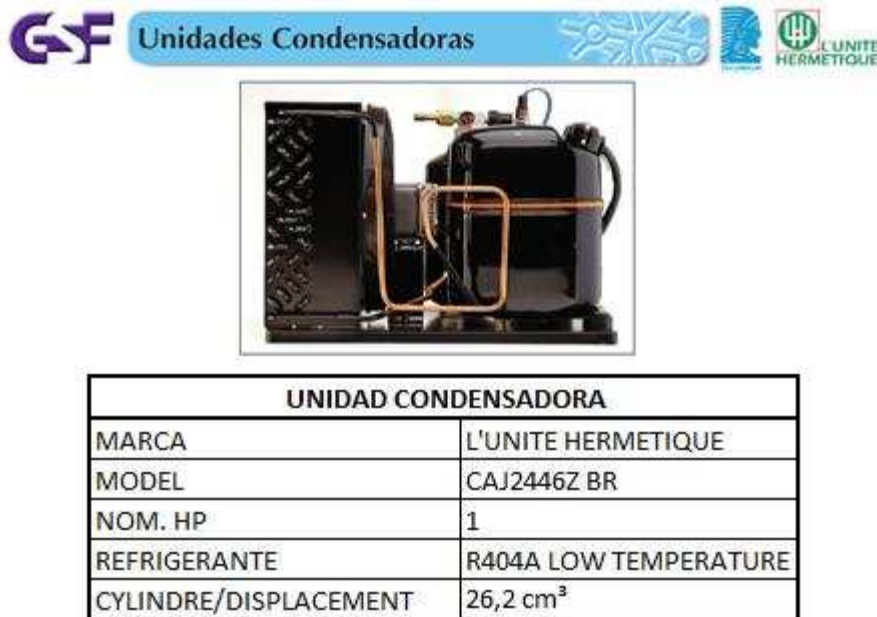 GSF
Unidades Condensadoras
L'UNITE
HERMETIQUE
UNIDAD CONDENSADORA
MARCA L'UNITE HERMETIQUE
MODEL CAJ2446Z BR
NOM. HP 1
REFRIGERANTE R404A LOW TEMPERATURE
CYLINDRE/DISPLACEMENT 26,2 cm³